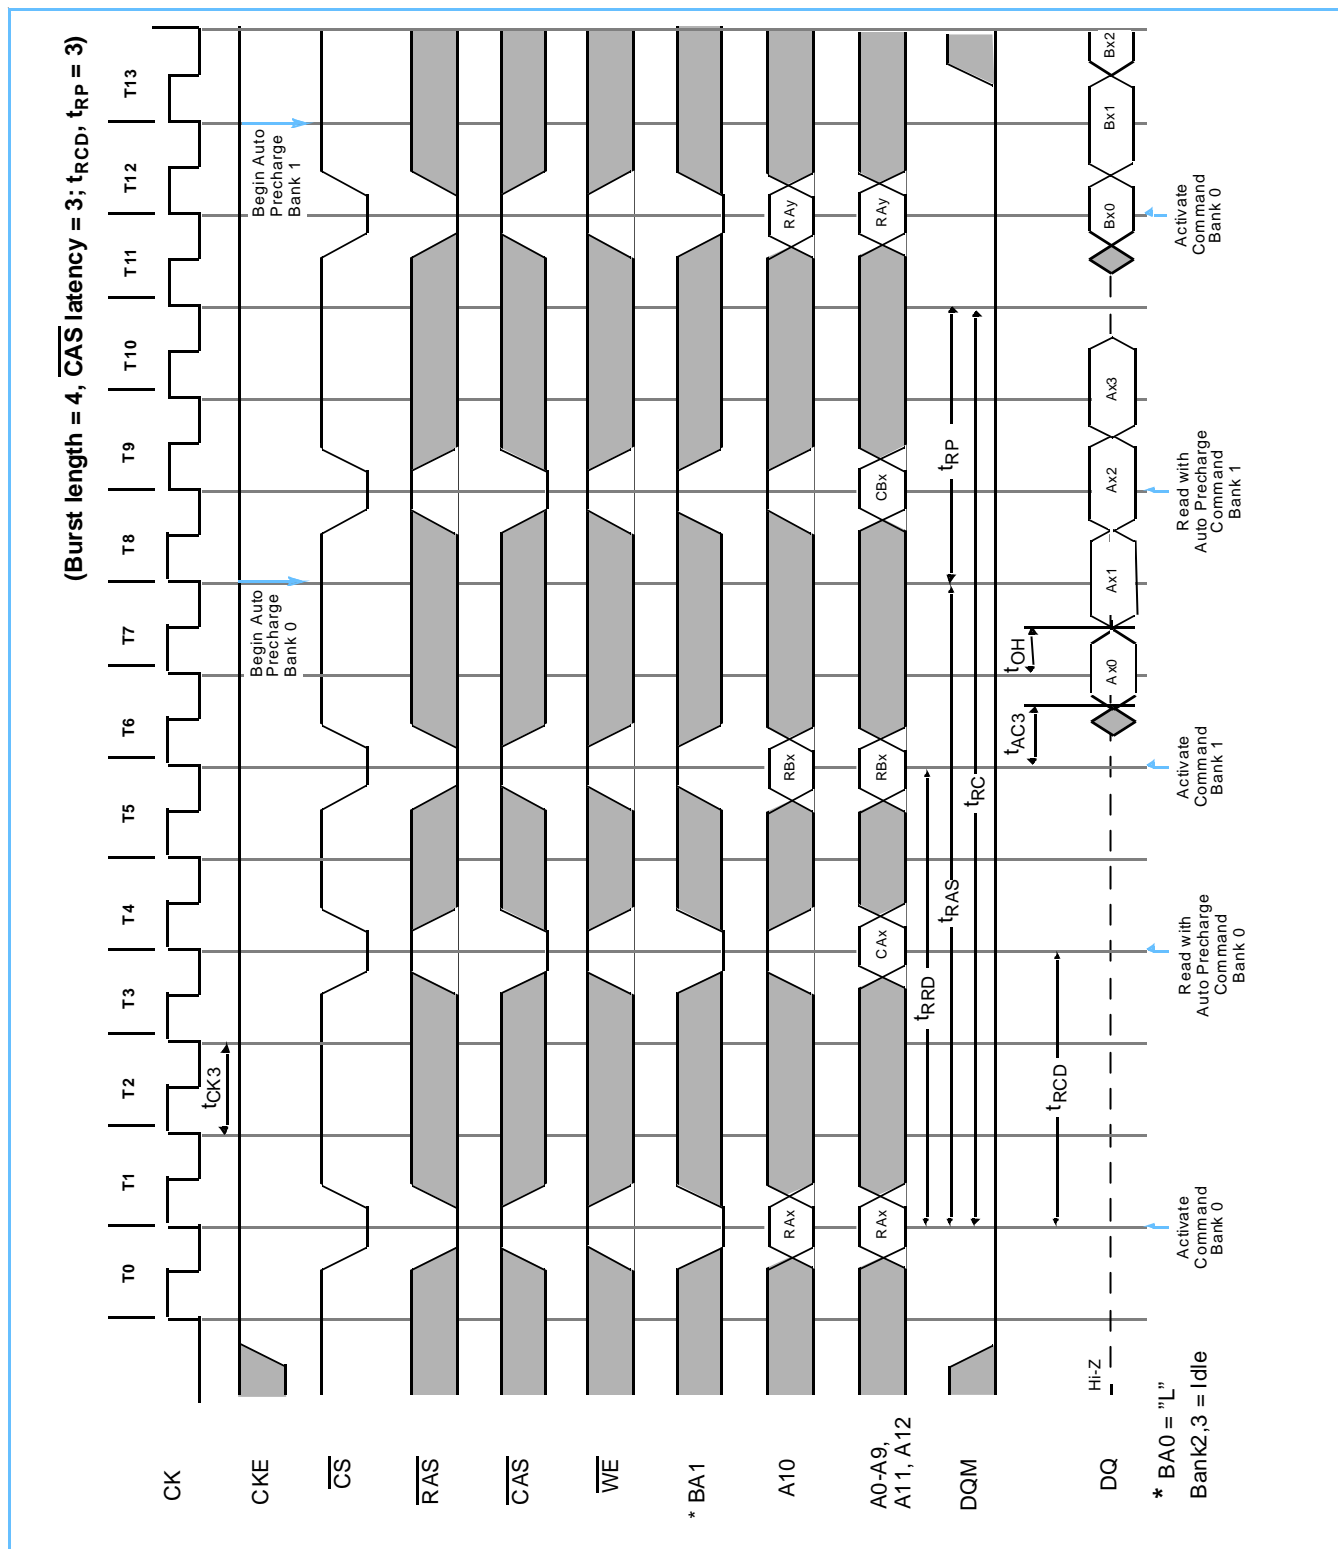 (Burst length = 4, CAS latency = 3; tRCD, tRP = 3)
T0 T1 T2 T3 T4 T5 T6 T7 T8 T9 T10 T11 T12 T13
CK
tCK3
CKE
Begin Auto
Precharge
Bank 0
Begin Auto
Precharge
Bank 1
CS
RAS
CAS
WE
* BA1
A10
RAx RBx RAy
A0-A9,
A11, A12
RAx CAx RBx CBx RAy
DQM
tRRD
tRAS
tRP
tRC
tRCD
tAC3
tOH
DQ
Hi-Z
Ax0 Ax1 Ax2 Ax3 Bx0 Bx1 Bx2
Activate
Command
Bank 0
Read with
Auto Precharge
Command
Bank 0
Activate
Command
Bank 1
Read with
Auto Precharge
Command
Bank 1
Activate
Command
Bank 0
* BA0 = ”L”
Bank2,3 = Idle